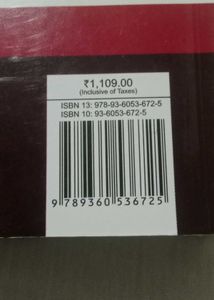 ₹1,109.00
(Inclusive of Taxes)
ISBN 13: 978-93-6053-672-5
ISBN 10: 93-6053-672-5
9 789360 536725